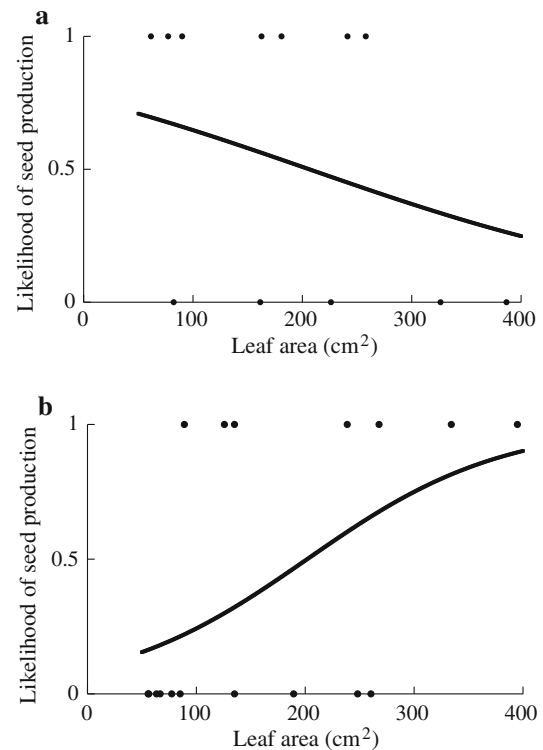 a
Likelihood of seed production
1
0.5
0
0 100 200 300 400
Leaf area (cm²)
b
Likelihood of seed production
1
0.5
0
0 100 200 300 400
Leaf area (cm²)